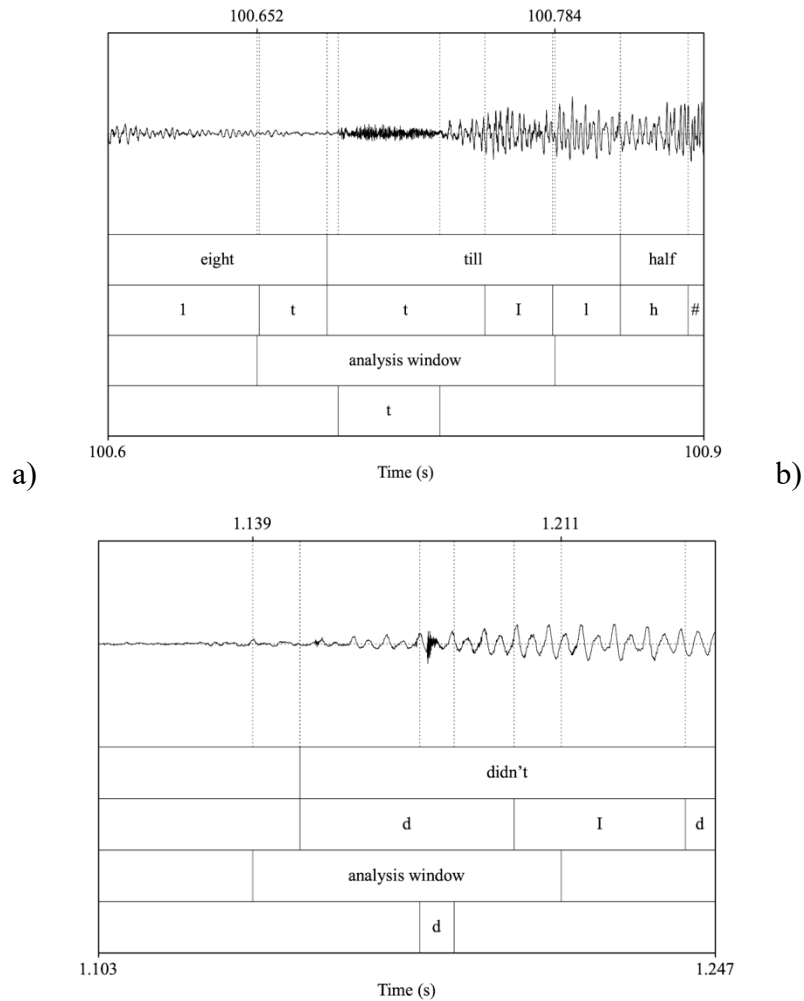 100.652 100.784
eight till half
l t t I l h #
analysis window
t
100.6 100.9
Time (s)
a) b)
1.139 1.211
didn't
d I d
analysis window
d
1.103 1.247
Time (s)